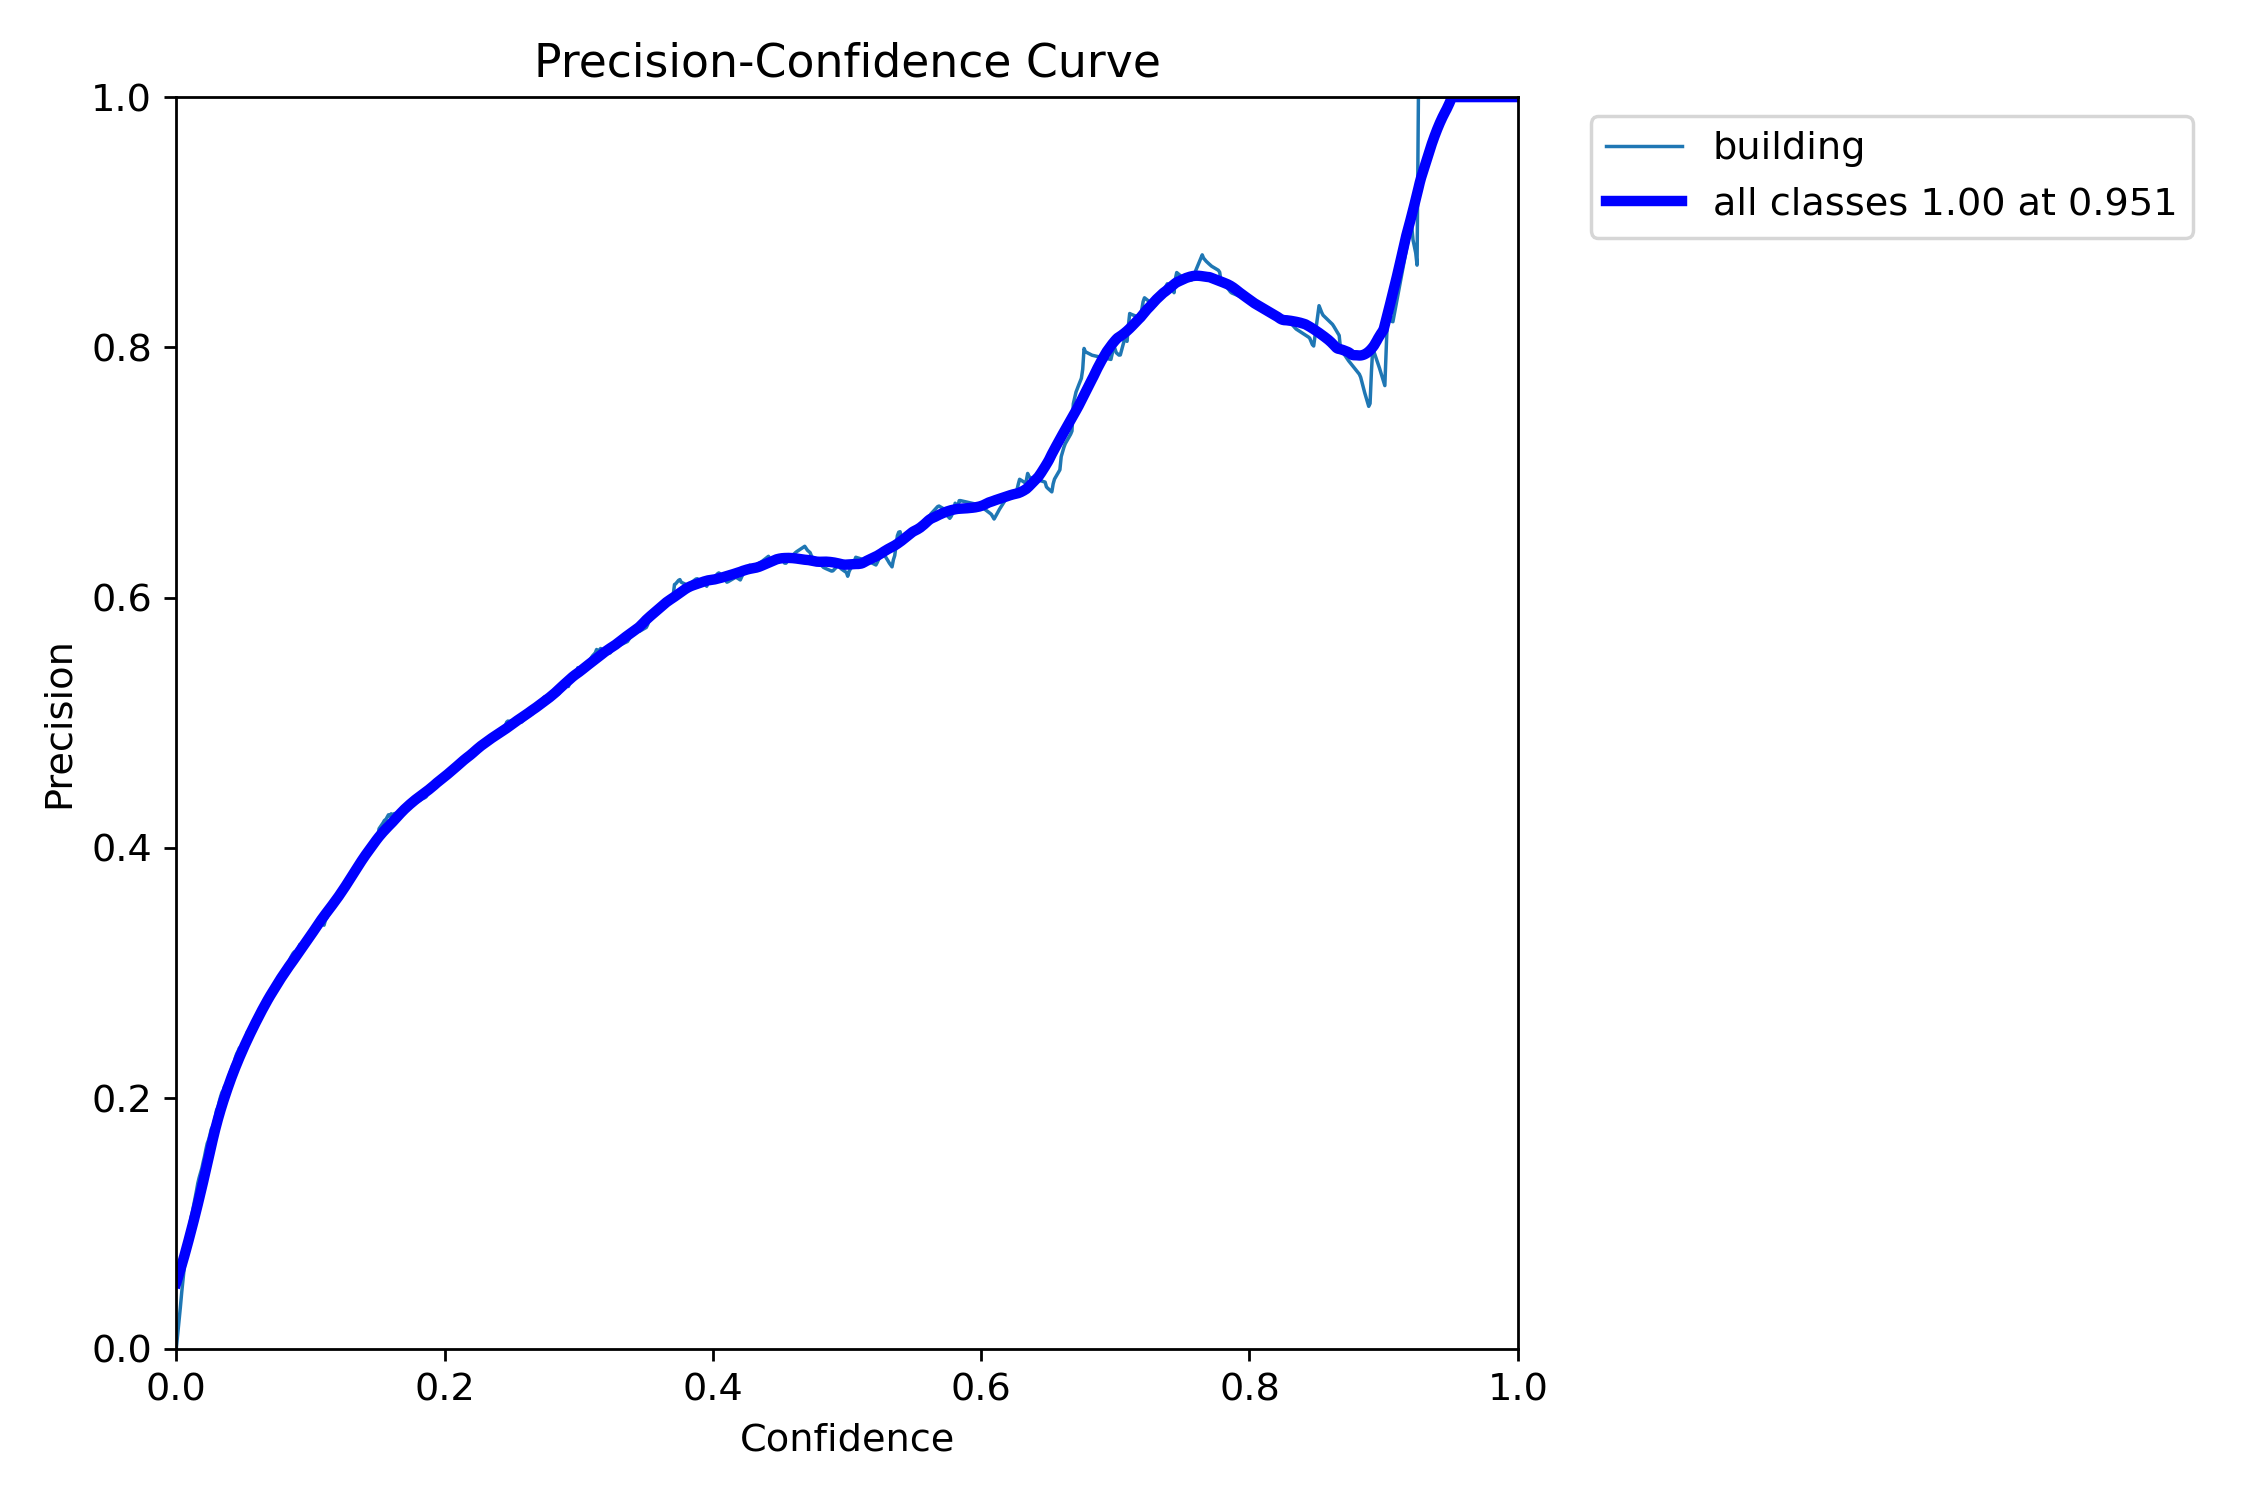 Precision-Confidence Curve
building
all classes 1.00 at 0.951
1.0
0.8
0.6
0.4
0.2
0.0
Precision
0.0 0.2 0.4 0.6 0.8 1.0
Confidence